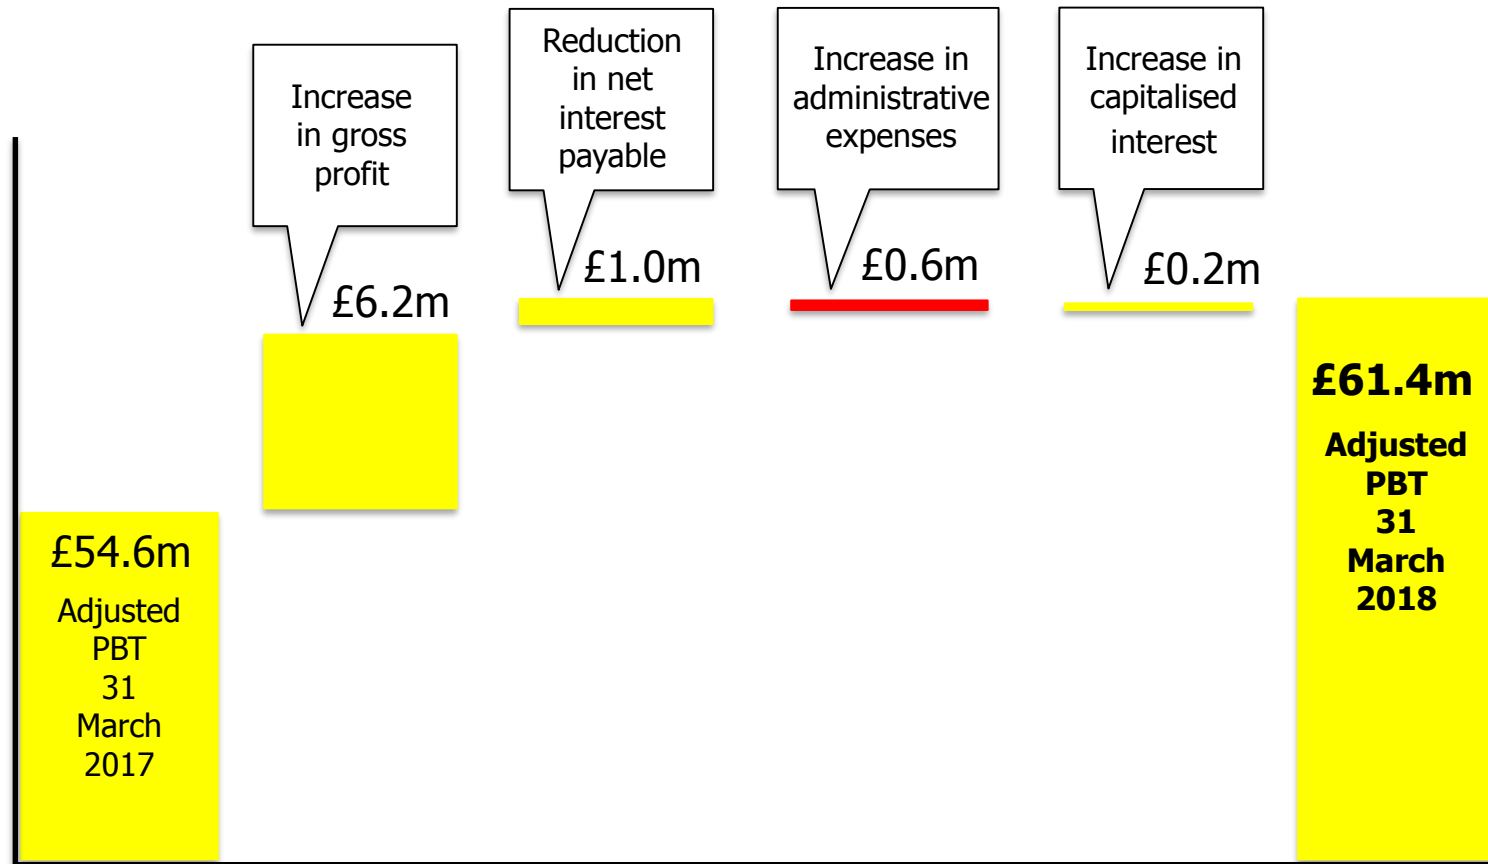 Increase
in gross
profit
£6.2m
Reduction
in net
interest
payable
£1.0m
Increase in
administrative
expenses
£0.6m
Increase in
capitalised
interest
£0.2m
£54.6m
Adjusted
PBT
31
March
2017
£61.4m
Adjusted
PBT
31
March
2018